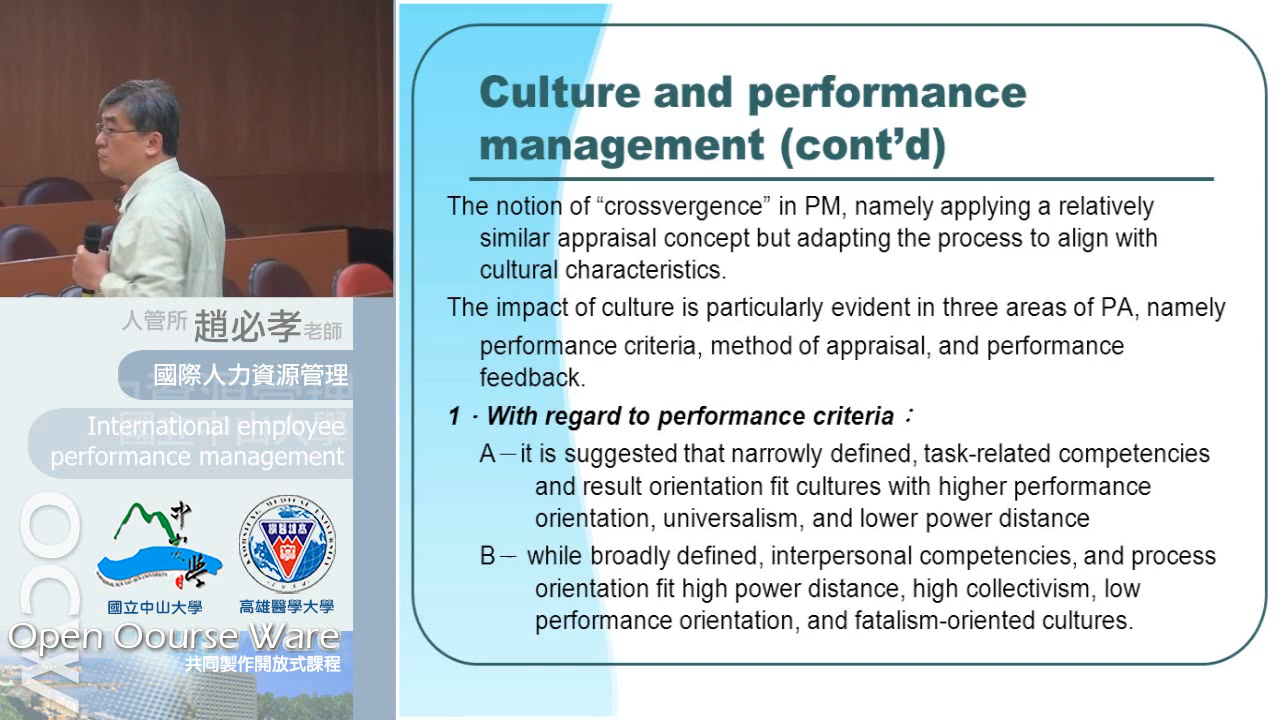 Culture and performance
management (cont’d)
The notion of “crossvergence” in PM, namely applying a relatively
similar appraisal concept but adapting the process to align with
cultural characteristics.
The impact of culture is particularly evident in three areas of PA, namely
performance criteria, method of appraisal, and performance
feedback.
1．With regard to performance criteria：
A－it is suggested that narrowly defined, task-related competencies
and result orientation fit cultures with higher performance
orientation, universalism, and lower power distance
B－ while broadly defined, interpersonal competencies, and process
orientation fit high power distance, high collectivism, low
performance orientation, and fatalism-oriented cultures.
人管所 趙必孝老師
國際人力資源管理
國立中山大學
International employee
performance management
國立中山大學
高雄醫學大學
OCW
Open Oourse Ware
共同製作開放式課程